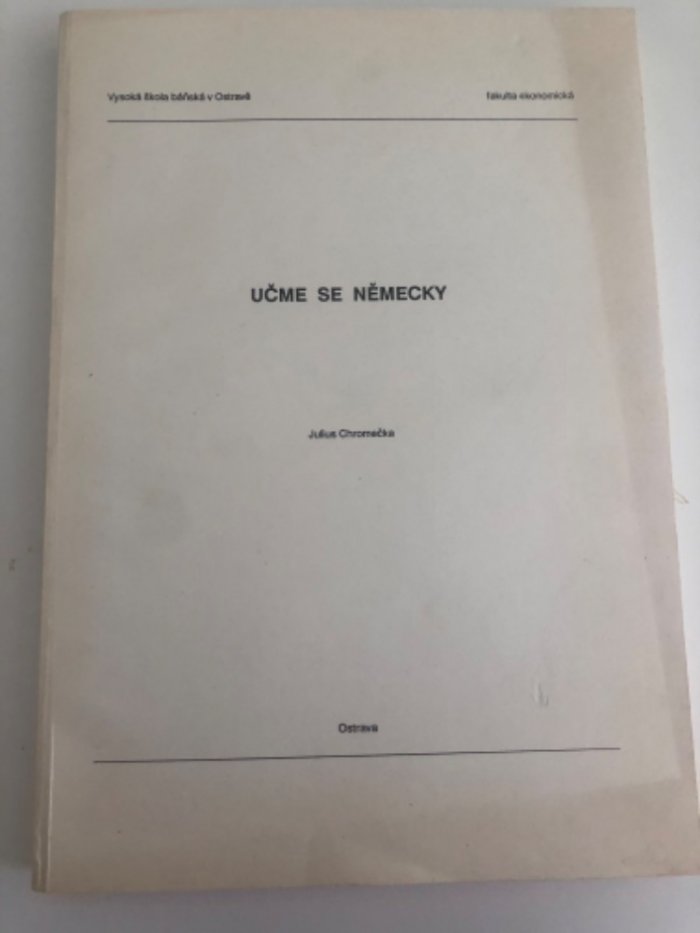 Vysoká škola báňská v Ostravě fakulta ekonomická
UČME SE NĚMECKY
Julius Chromečka
Ostrava